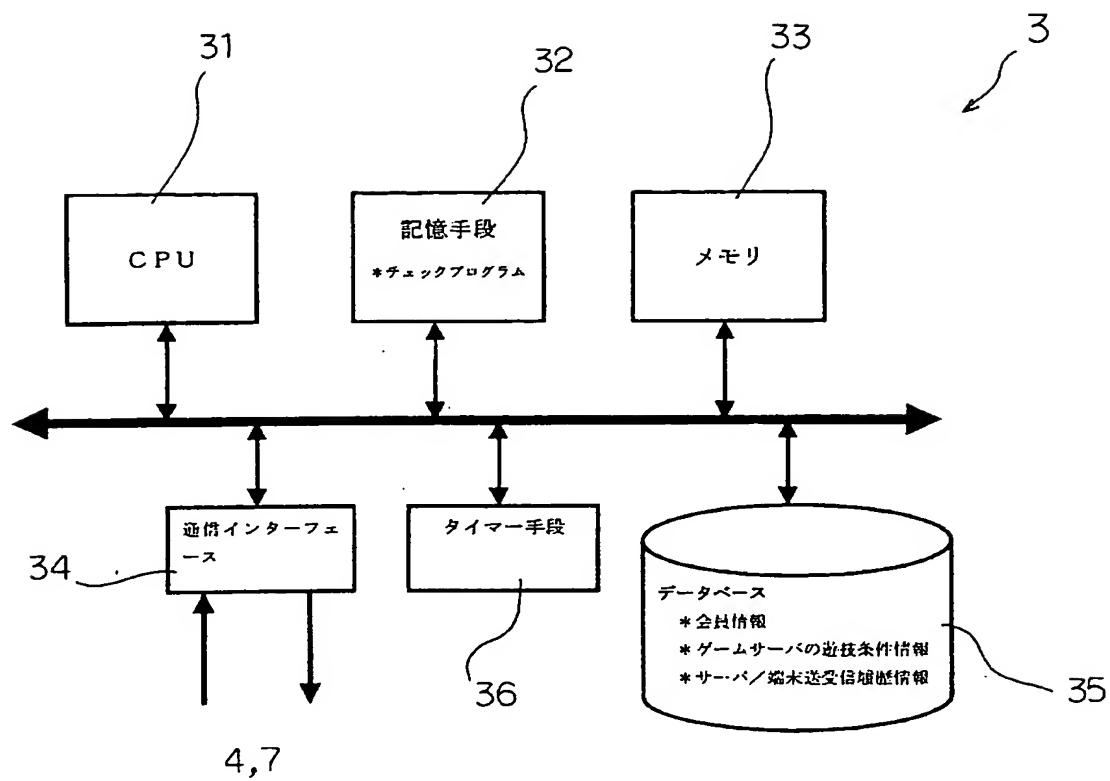 31
32
33
3
CPU
記憶手段
*チェックプログラム
メモリ
通信インターフェ
ース
34
タイマー手段
36
データベース
*会員情報
*ゲームサーバの遊技条件情報
*サーバ/端末送受信履歴情報
35
4,7